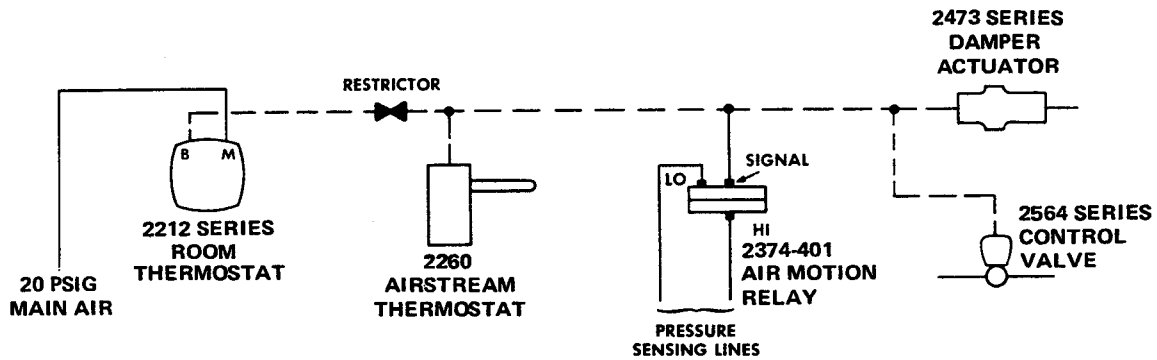 2473 SERIES
DAMPER
ACTUATOR
RESTRICTOR
B M
SIGNAL
LO
2212 SERIES
ROOM
THERMOSTAT
HI
2374-401
AIR MOTION
RELAY
2564 SERIES
CONTROL
VALVE
2260
AIRSTREAM
THERMOSTAT
20 PSIG
MAIN AIR
PRESSURE
SENSING LINES